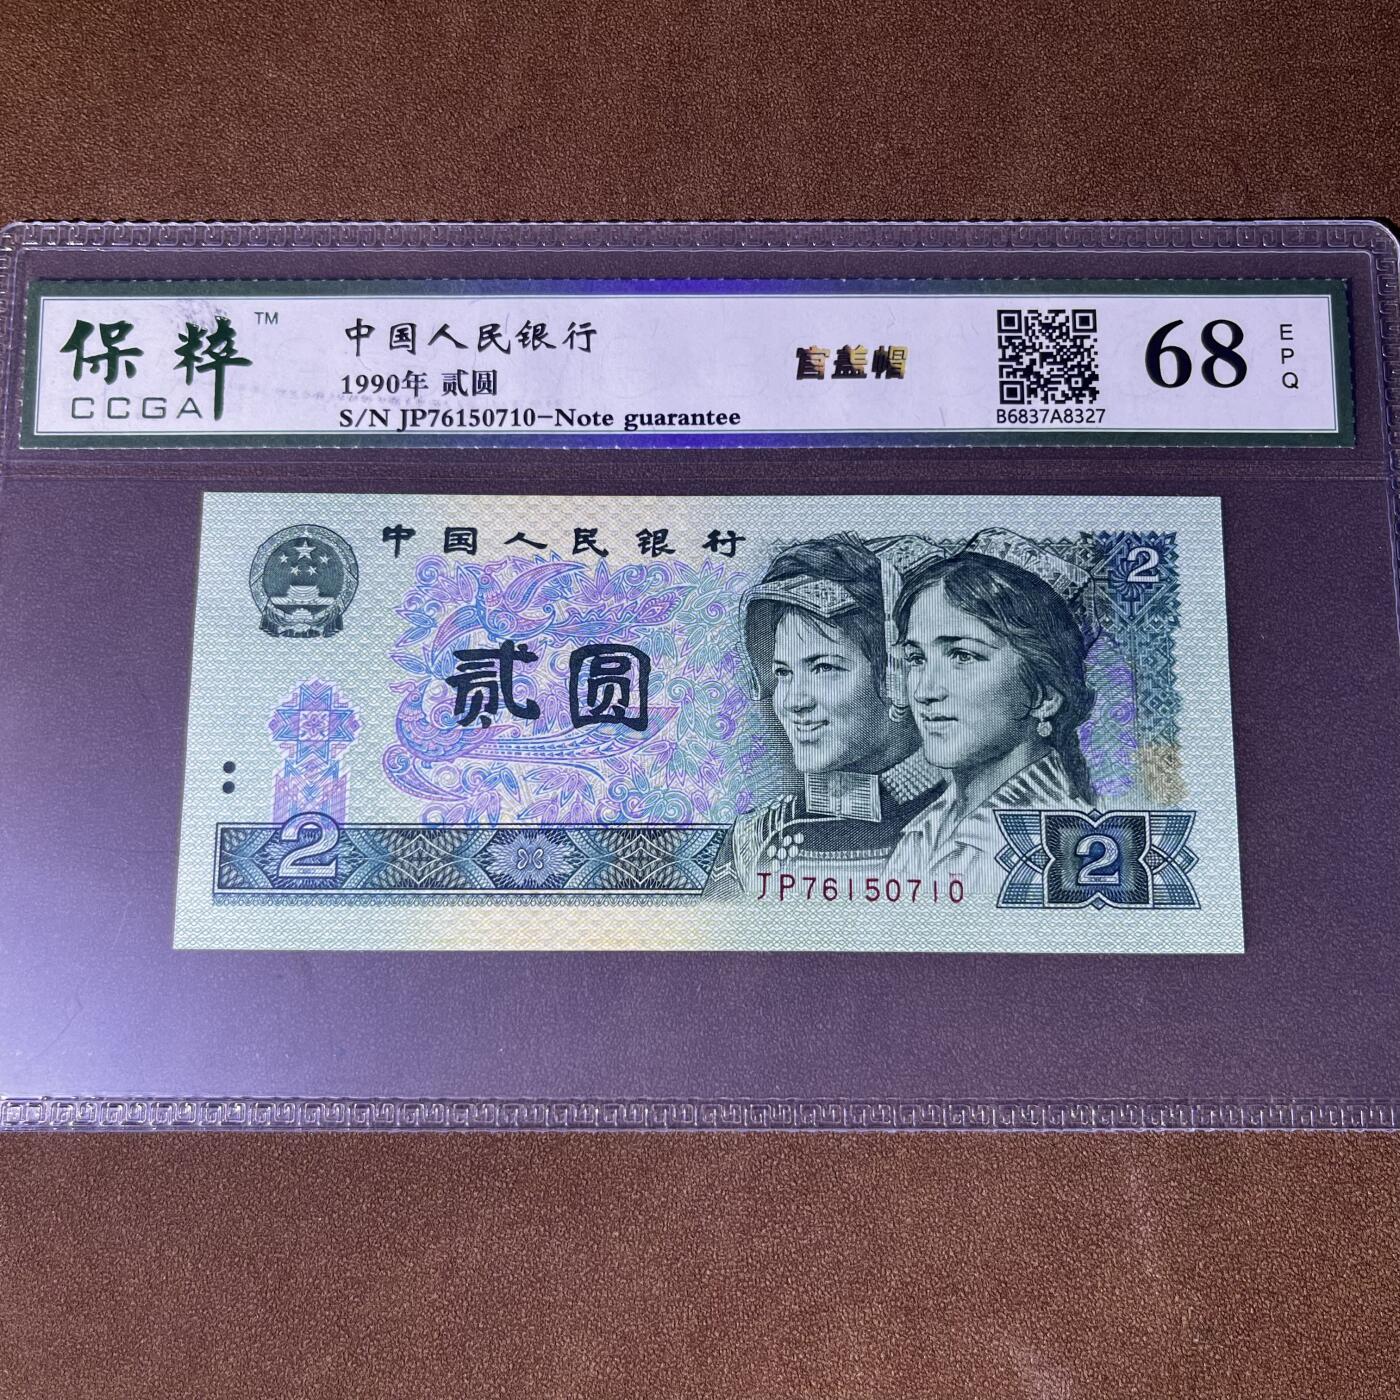 保粹™
CCGA
中国人民银行
1990年 贰圆
S/N JP76150710-Note guarantee
官盖帽
B6837A8327
68
EPQ
中国人民银行
2
贰圆
2
JP76150710
2